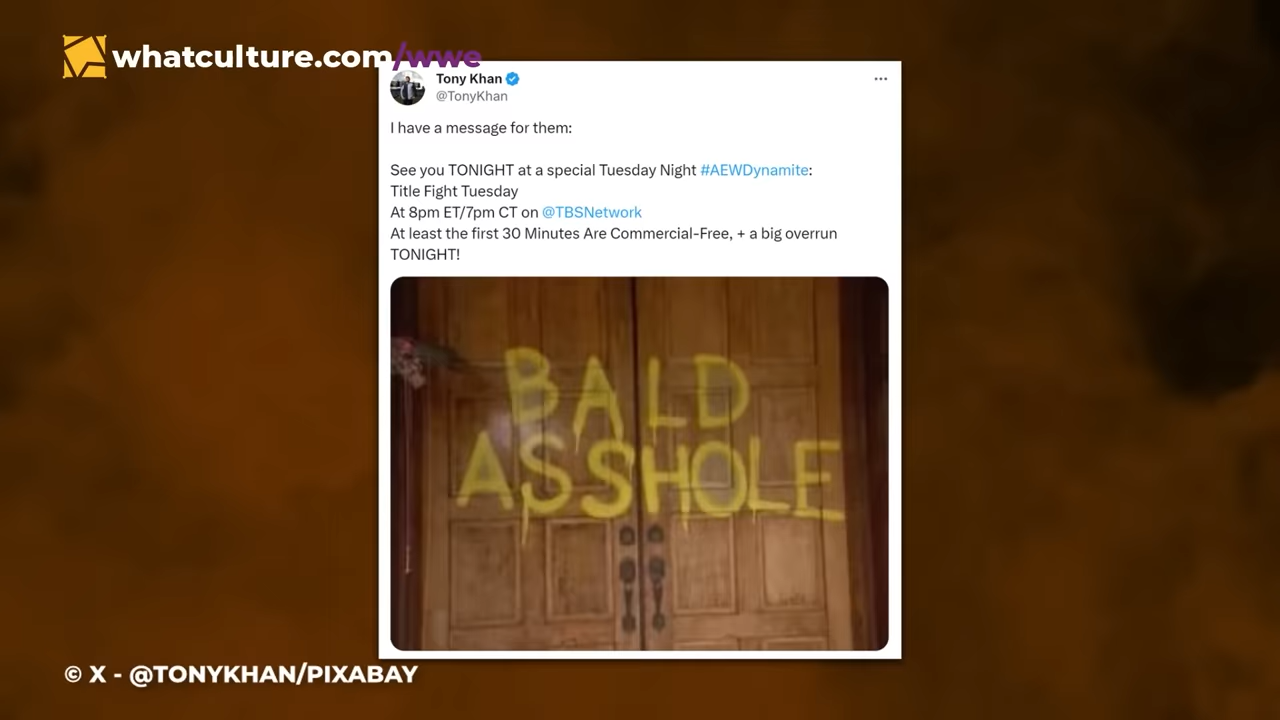 whatculture.com/wwe
Tony Khan
@TonyKhan
I have a message for them:
See you TONIGHT at a special Tuesday Night #AEWDynamite:
Title Fight Tuesday
At 8pm ET/7pm CT on @TBSNetwork
At least the first 30 Minutes Are Commercial-Free, + a big overrun
TONIGHT!
BALD
ASSHOLE
© X - @TONYKHAN/PIXABAY